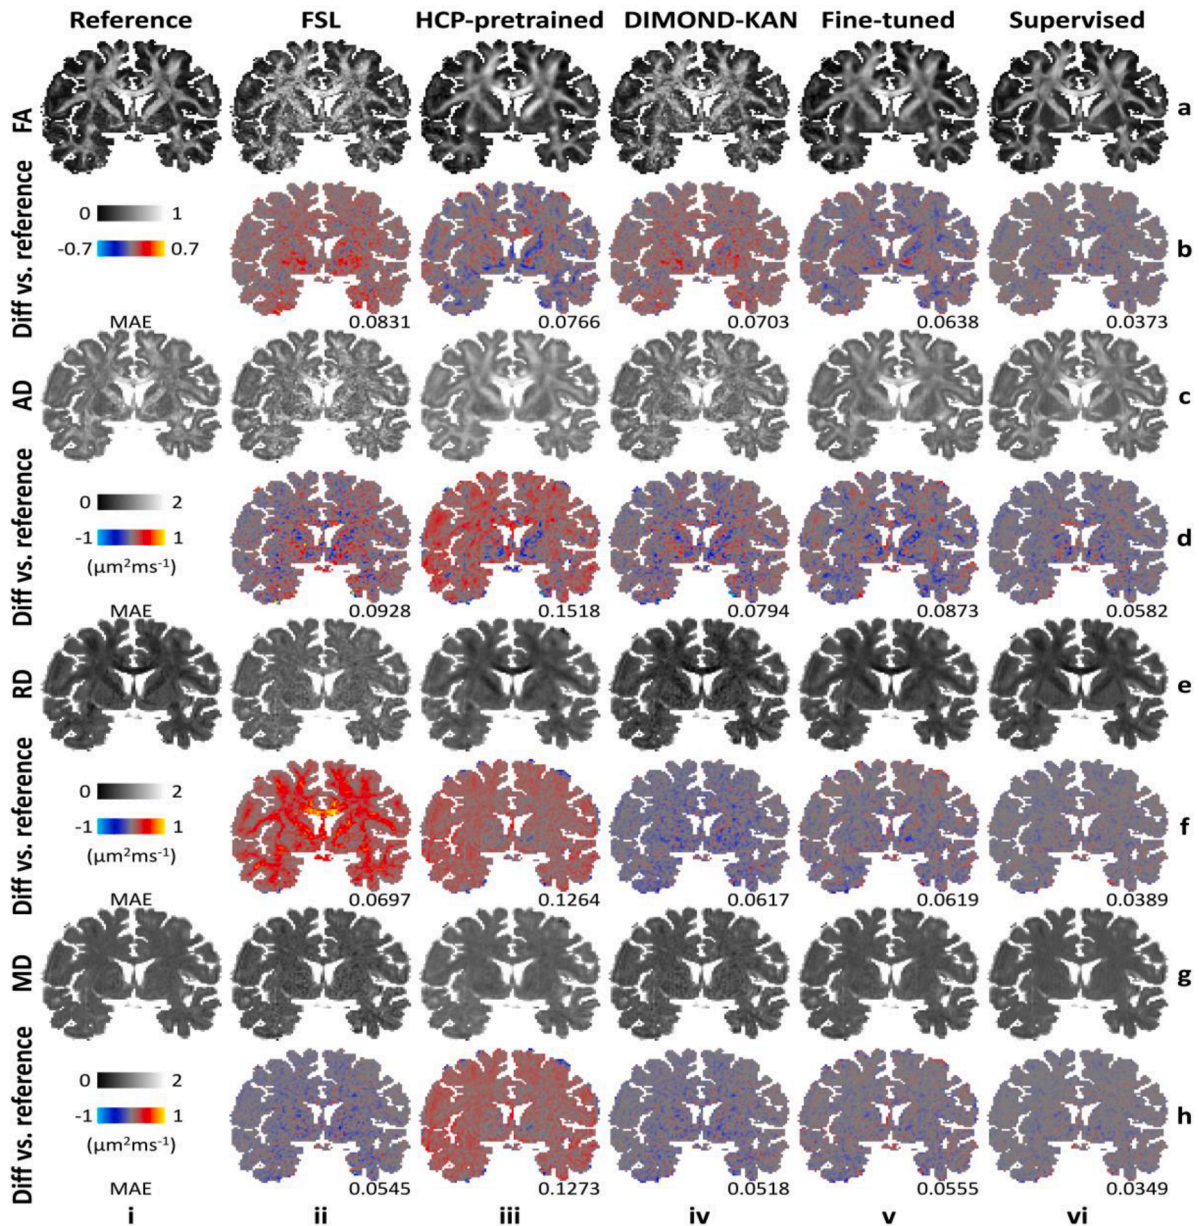 Reference FSL HCP-pretrained DIMOND-KAN Fine-tuned Supervised
FA
a
Diff vs. reference
0 1
-0.7 0.7
b
MAE 0.0831 0.0766 0.0703 0.0638 0.0373
AD
c
Diff vs. reference
0 2
-1 1
(μm²ms⁻¹)
d
MAE 0.0928 0.1518 0.0794 0.0873 0.0582
RD
e
Diff vs. reference
0 2
-1 1
(μm²ms⁻¹)
f
MAE 0.0697 0.1264 0.0617 0.0619 0.0389
MD
g
Diff vs. reference
0 2
-1 1
(μm²ms⁻¹)
h
MAE 0.0545 0.1273 0.0518 0.0555 0.0349
i ii iii iv v vi